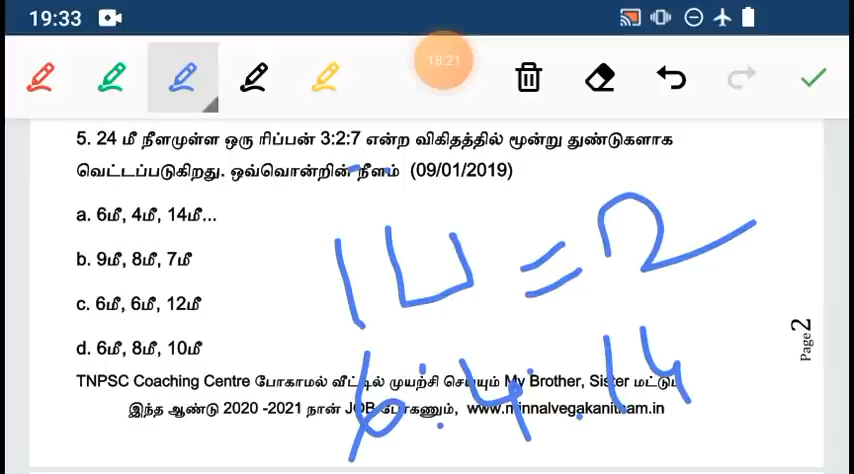 19:33
18:21
5. 24 மீ நீளமுள்ள ஒரு ரிப்பன் 3:2:7 என்ற விகிதத்தில் மூன்று துண்டுகளாக
வெட்டப்படுகிறது. ஒவ்வொன்றின் நீளம் (09/01/2019)
a. 6மீ, 4மீ, 14மீ...
b. 9மீ, 8மீ, 7மீ
c. 6மீ, 6மீ, 12மீ
d. 6மீ, 8மீ, 10மீ
= 2
6 : 4 : 14
Page 2
TNPSC Coaching Centre போகாமல் வீட்டில் முயற்சி செய்யும் My Brother, Sister மட்டும்
இந்த ஆண்டு 2020 -2021 நான் JOB போகணும், www.minnalvegakanitham.in